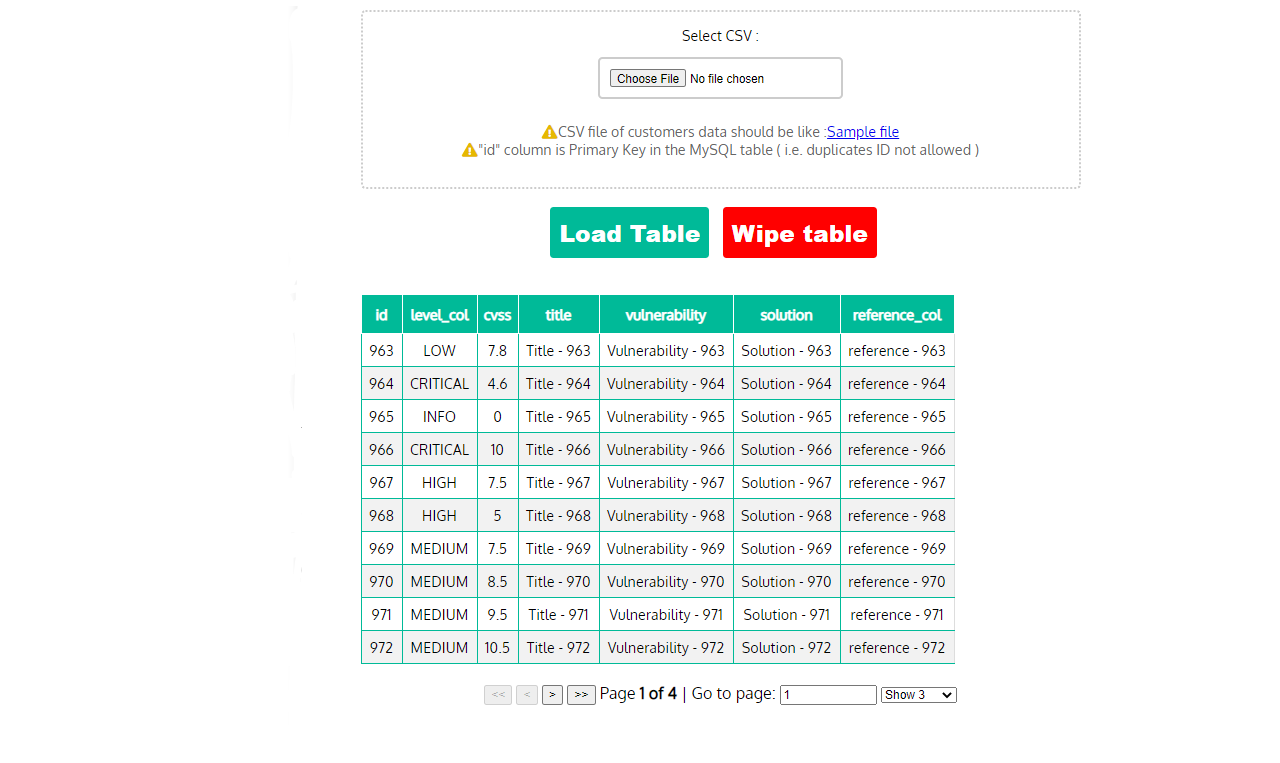 Select CSV :
Choose File No file chosen
CSV file of customers data should be like :Sample file
"id" column is Primary Key in the MySQL table ( i.e. duplicates ID not allowed )
Load Table Wipe table
id level_col cvss title vulnerability solution reference_col
963 LOW 7.8 Title - 963 Vulnerability - 963 Solution - 963 reference - 963
964 CRITICAL 4.6 Title - 964 Vulnerability - 964 Solution - 964 reference - 964
965 INFO 0 Title - 965 Vulnerability - 965 Solution - 965 reference - 965
966 CRITICAL 10 Title - 966 Vulnerability - 966 Solution - 966 reference - 966
967 HIGH 7.5 Title - 967 Vulnerability - 967 Solution - 967 reference - 967
968 HIGH 5 Title - 968 Vulnerability - 968 Solution - 968 reference - 968
969 MEDIUM 7.5 Title - 969 Vulnerability - 969 Solution - 969 reference - 969
970 MEDIUM 8.5 Title - 970 Vulnerability - 970 Solution - 970 reference - 970
971 MEDIUM 9.5 Title - 971 Vulnerability - 971 Solution - 971 reference - 971
972 MEDIUM 10.5 Title - 972 Vulnerability - 972 Solution - 972 reference - 972
<< < > >> Page 1 of 4 | Go to page: 1 Show 3